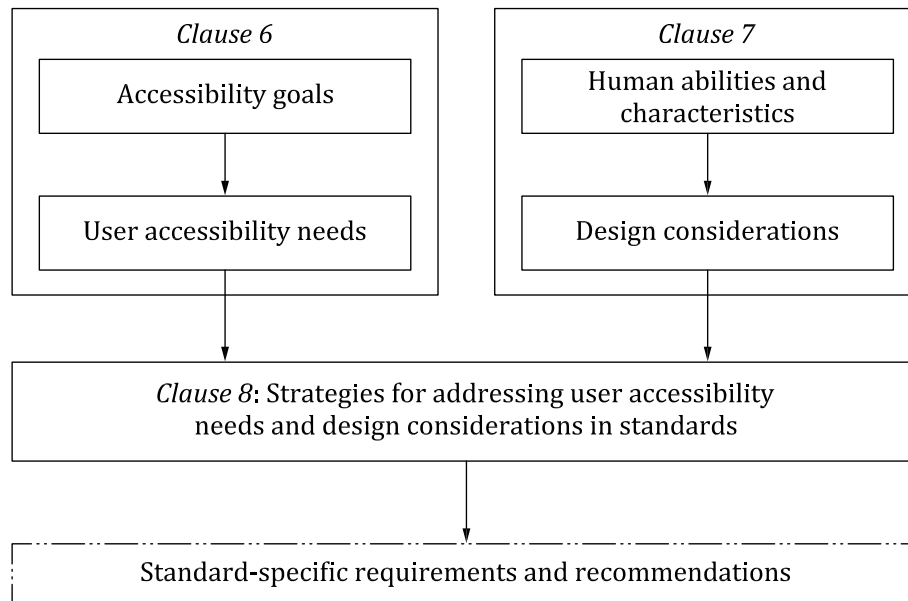 Clause 6
Accessibility goals
User accessibility needs
Clause 7
Human abilities and
characteristics
Design considerations
Clause 8: Strategies for addressing user accessibility
needs and design considerations in standards
Standard-specific requirements and recommendations